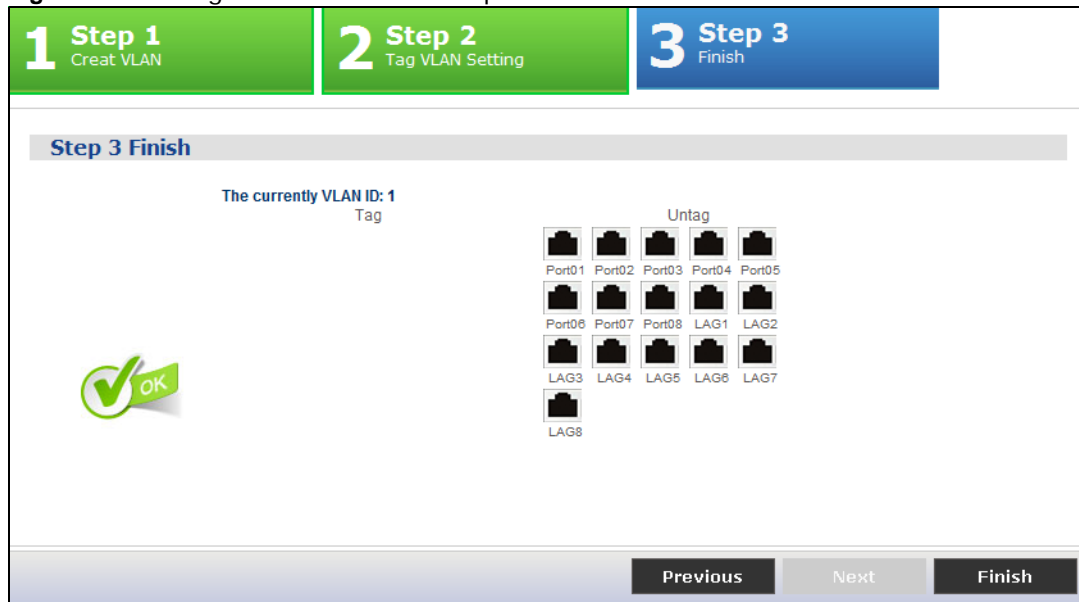 1 Step 1
Creat VLAN
2 Step 2
Tag VLAN Setting
3 Step 3
Finish
Step 3 Finish
The currently VLAN ID: 1
Tag
Untag
Port01 Port02 Port03 Port04 Port05
Port06 Port07 Port08 LAG1 LAG2
LAG3 LAG4 LAG5 LAG6 LAG7
LAG8
OK
Previous Next Finish